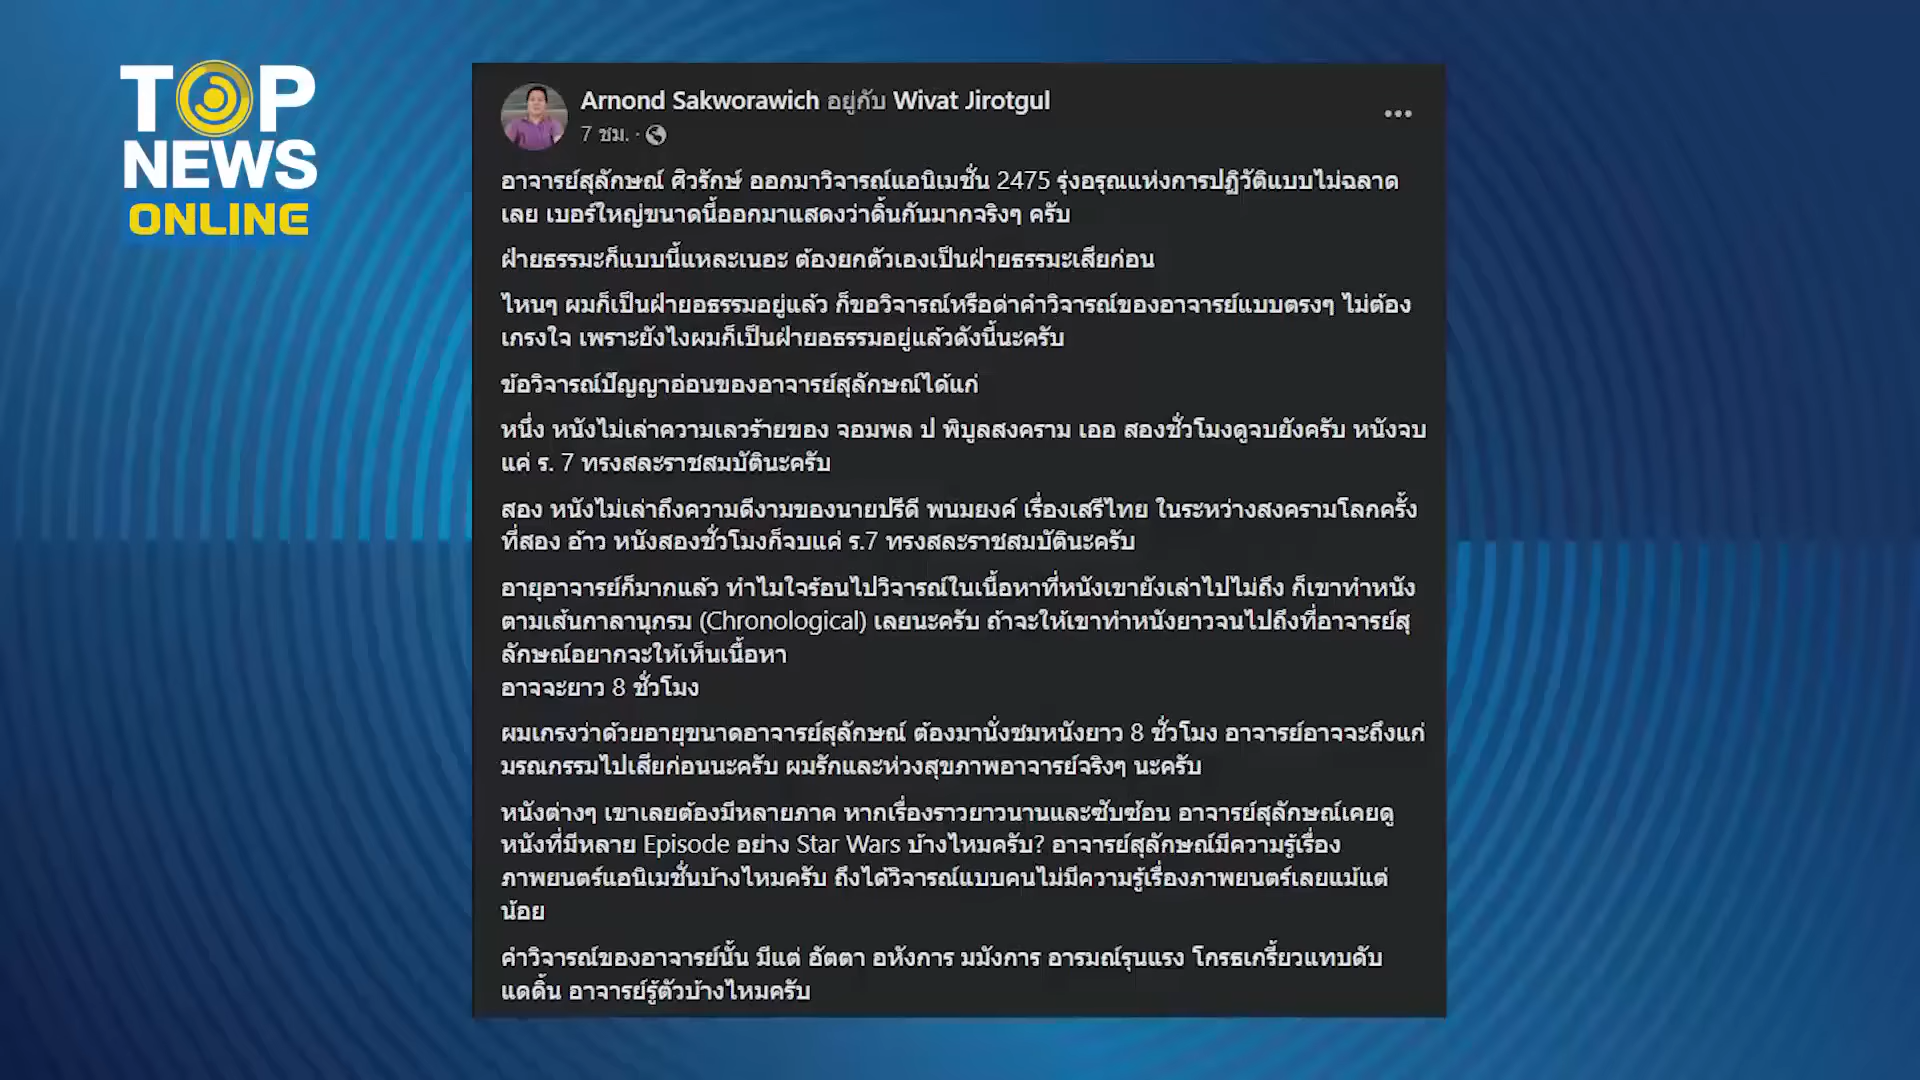 TOP
NEWS
ONLINE
Arnond Sakworawich อยู่กับ Wivat Jirotgul
7 ชม. ·
อาจารย์สุลักษณ์ ศิวรักษ์ ออกมาวิจารณ์แอนิเมชั่น 2475 รุ่งอรุณแห่งการปฏิวัติแบบไม่ฉลาด
เลย เบอร์ใหญ่ขนาดนี้ออกมาแสดงว่าดิ้นกันมากจริงๆ ครับ
ฝ่ายธรรมะก็แบบนี้แหละเนอะ ต้องยกตัวเองเป็นฝ่ายธรรมะเสียก่อน
ไหนๆ ผมก็เป็นฝ่ายอธรรมอยู่แล้ว ก็ขอวิจารณ์หรือด่าคำวิจารณ์ของอาจารย์แบบตรงๆ ไม่ต้อง
เกรงใจ เพราะยังไงผมก็เป็นฝ่ายอธรรมอยู่แล้วดังนี้นะครับ
ข้อวิจารณ์ปัญญาอ่อนของอาจารย์สุลักษณ์ได้แก่
หนึ่ง หนังไม่เล่าความเลวร้ายของ จอมพล ป พิบูลสงคราม เออ สองชั่วโมงดูจบยังครับ หนังจบ
แค่ ร. 7 ทรงสละราชสมบัตินะครับ
สอง หนังไม่เล่าถึงความดีงามของนายปรีดี พนมยงค์ เรื่องเสรีไทย ในระหว่างสงครามโลกครั้ง
ที่สอง อ้าว หนังสองชั่วโมงก็จบแค่ ร.7 ทรงสละราชสมบัตินะครับ
อายุอาจารย์ก็มากแล้ว ทำไมใจร้อนไปวิจารณ์ในเนื้อหาที่หนังเขายังเล่าไปไม่ถึง ก็เขาทำหนัง
ตามเส้นกาลานุกรม (Chronological) เลยนะครับ ถ้าจะให้เขาทำหนังยาวจนไปถึงที่อาจารย์สุ
ลักษณ์อยากจะให้เห็นเนื้อหา
อาจจะยาว 8 ชั่วโมง
ผมเกรงว่าด้วยอายุขนาดอาจารย์สุลักษณ์ ต้องมานั่งชมหนังยาว 8 ชั่วโมง อาจารย์อาจจะถึงแก่
มรณกรรมไปเสียก่อนนะครับ ผมรักและห่วงสุขภาพอาจารย์จริงๆ นะครับ
หนังต่างๆ เขาเลยต้องมีหลายภาค หากเรื่องราวยาวนานและซับซ้อน อาจารย์สุลักษณ์เคยดู
หนังที่มีหลาย Episode อย่าง Star Wars บ้างไหมครับ? อาจารย์สุลักษณ์มีความรู้เรื่อง
ภาพยนตร์แอนิเมชั่นบ้างไหมครับ ถึงได้วิจารณ์แบบคนไม่มีความรู้เรื่องภาพยนตร์เลยแม้แต่
น้อย
คำวิจารณ์ของอาจารย์นั้น มีแต่ อัตตา อหังการ มมังการ อารมณ์รุนแรง โกรธเกรี้ยวแทบดับ
แดดิ้น อาจารย์รู้ตัวบ้างไหมครับ